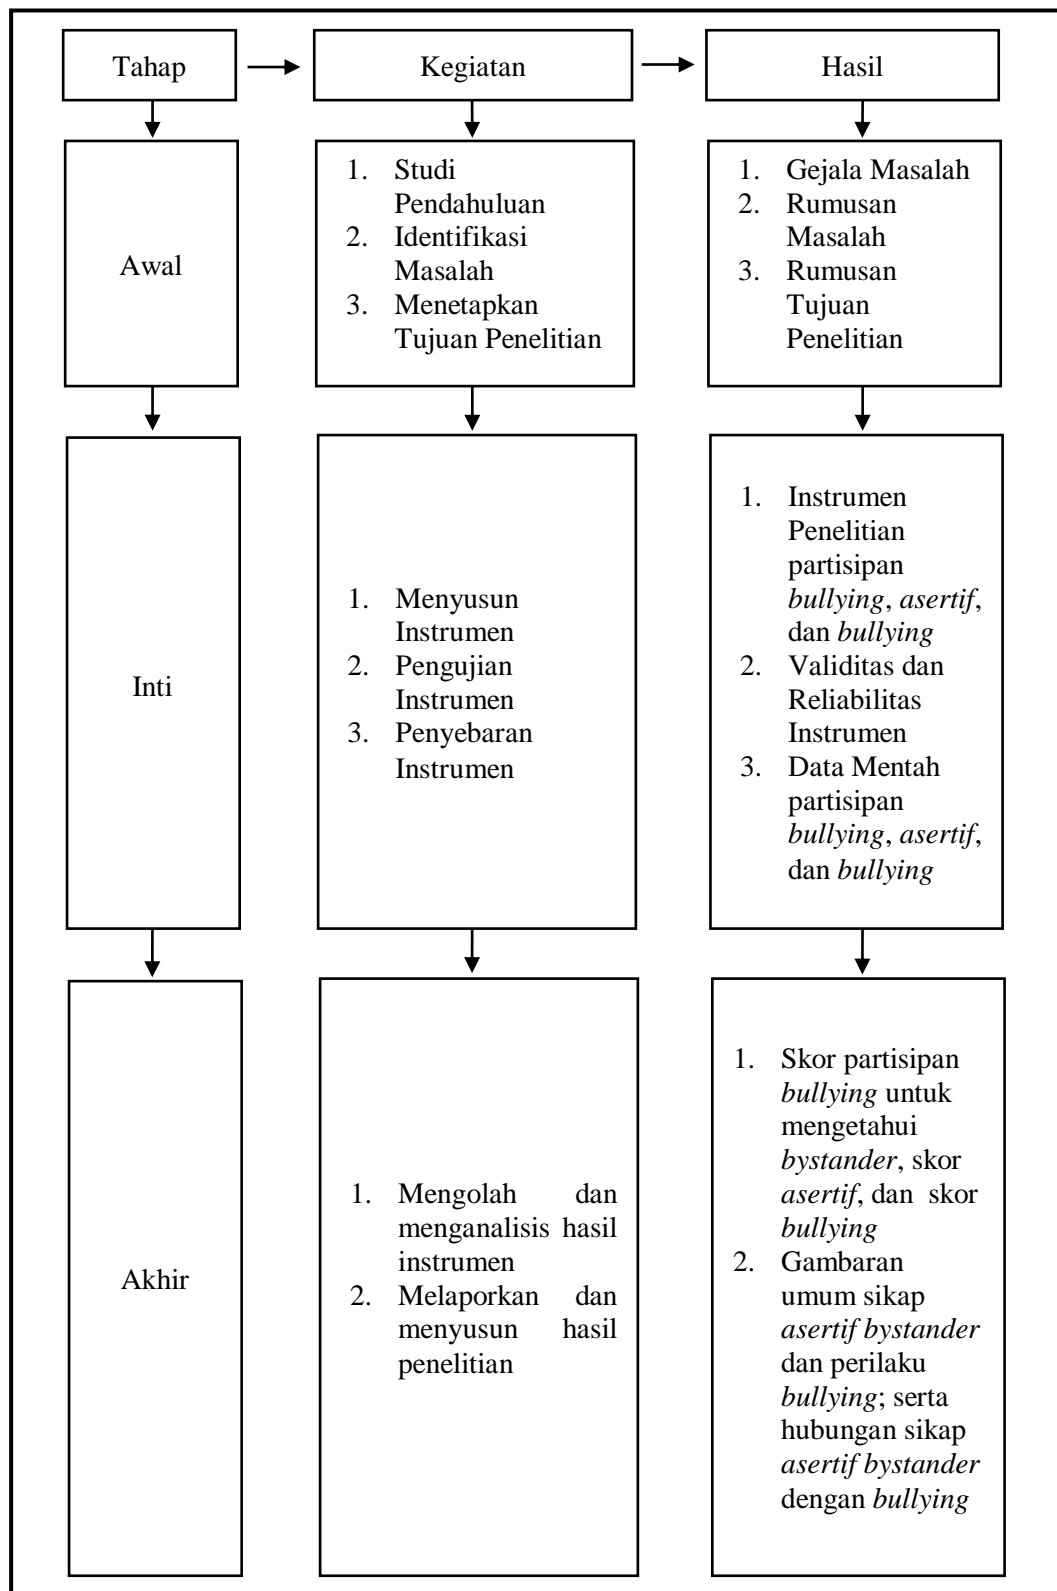 Tahap
Kegiatan
Hasil
Awal
1. Studi
Pendahuluan
2. Identifikasi
Masalah
3. Menetapkan
Tujuan Penelitian
1. Gejala Masalah
2. Rumusan
Masalah
3. Rumusan
Tujuan
Penelitian
Inti
1. Menyusun
Instrumen
2. Pengujian
Instrumen
3. Penyebaran
Instrumen
1. Instrumen
Penelitian
partisipan
bullying, asertif,
dan bullying
2. Validitas dan
Reliabilitas
Instrumen
3. Data Mentah
partisipan
bullying, asertif,
dan bullying
Akhir
1. Mengolah dan
menganalisis hasil
instrumen
2. Melaporkan dan
menyusun hasil
penelitian
1. Skor partisipan
bullying untuk
mengetahui
bystander, skor
asertif, dan skor
bullying
2. Gambaran
umum sikap
asertif bystander
dan perilaku
bullying; serta
hubungan sikap
asertif bystander
dengan bullying